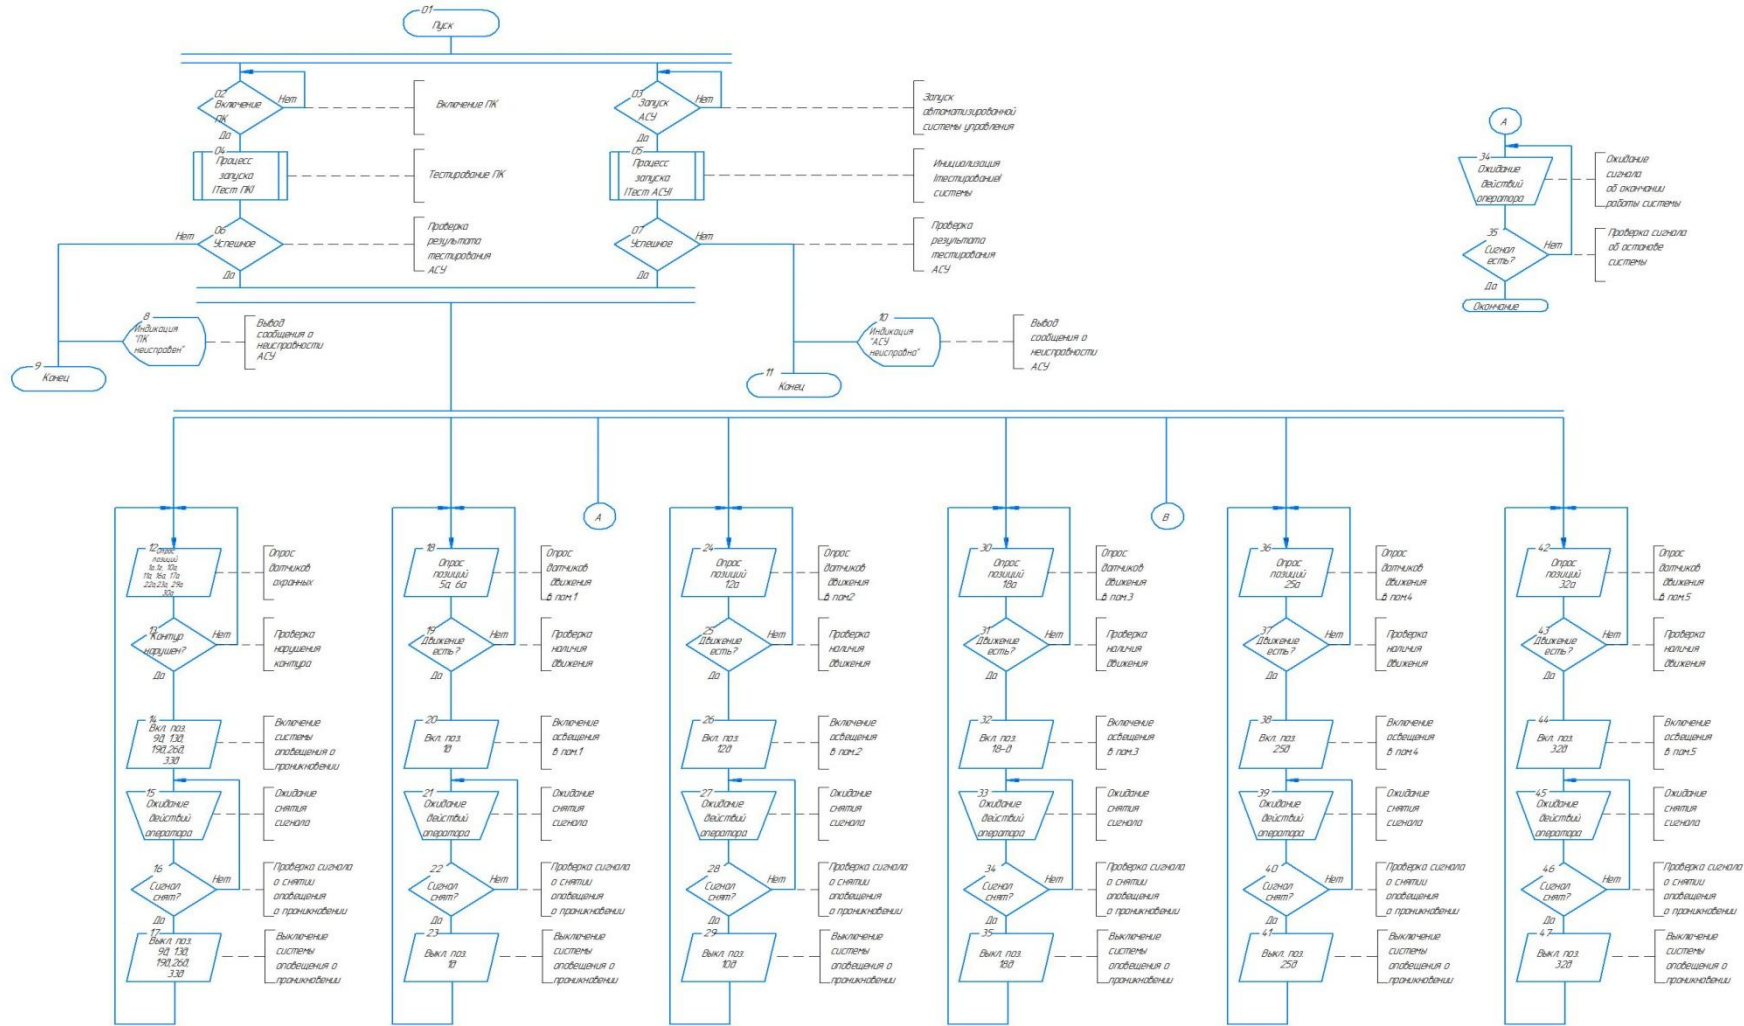 01
Пуск
02
Включение
ПК
Нет
Да
Включение ПК
03
Запуск
АСУ
Нет
Да
Запуск
автоматизированной
системы управления
04
Процесс
запуска
(Тест ПК)
Тестирование ПК
05
Процесс
запуска
(Тест АСУ)
Инициализация
(тестирование)
системы
06
Успешное
Нет
Да
Проверка
результата
тестирования
АСУ
07
Успешное
Нет
Да
Проверка
результата
тестирования
АСУ
8
Индикация
"ПК
неисправен"
Вывод
сообщения о
неисправности
АСУ
9
Конец
10
Индикация
"АСУ
неисправна"
Вывод
сообщения о
неисправности
АСУ
11
Конец
А
34
Ожидание
действий
оператора
Ожидание
сигнала
об окончании
работы системы
35
Сигнал
есть?
Нет
Да
Проверка сигнала
об останове
системы
Окончание
А
В
12
Опрос
позиций
1а,1г, 10а,
11а, 16а, 17а
22а,23а, 29а
30а
Опрос
датчиков
охранных
13
Контур
нарушен?
Нет
Да
Проверка
нарушения
контура
14
Вкл. поз.
9д, 13д,
19д,26д,
33д
Включение
системы
оповещения о
проникновении
15
Ожидание
действий
оператора
Ожидание
снятия
сигнала
16
Сигнал
снят?
Нет
Да
Проверка сигнала
о снятии
оповещения
о проникновении
17
Выкл. поз.
9д, 13д,
19д,26д,
33д
Выключение
системы
оповещения о
проникновении
18
Опрос
позиций
5а, 6а
Опрос
датчиков
движения
в пом.1
19
Движение
есть?
Нет
Да
Проверка
наличия
движения
20
Вкл. поз.
1д
Включение
освещения
в пом.1
21
Ожидание
действий
оператора
Ожидание
снятия
сигнала
22
Сигнал
снят?
Нет
Да
Проверка сигнала
о снятии
оповещения
о проникновении
23
Выкл. поз.
1д
Выключение
системы
оповещения о
проникновении
24
Опрос
позиций
12а
Опрос
датчиков
движения
в пом.2
25
Движение
есть?
Нет
Да
Проверка
наличия
движения
26
Вкл. поз.
12д
Включение
освещения
в пом.2
27
Ожидание
действий
оператора
Ожидание
снятия
сигнала
28
Сигнал
снят?
Нет
Да
Проверка сигнала
о снятии
оповещения
о проникновении
29
Выкл. поз.
10д
Выключение
системы
оповещения о
проникновении
30
Опрос
позиций
18а
Опрос
датчиков
движения
в пом.3
31
Движение
есть?
Нет
Да
Проверка
наличия
движения
32
Вкл. поз.
18-д
Включение
освещения
в пом.3
33
Ожидание
действий
оператора
Ожидание
снятия
сигнала
34
Сигнал
снят?
Нет
Да
Проверка сигнала
о снятии
оповещения
о проникновении
35
Выкл. поз.
18д
Выключение
системы
оповещения о
проникновении
36
Опрос
позиций
25а
Опрос
датчиков
движения
в пом.4
37
Движение
есть?
Нет
Да
Проверка
наличия
движения
38
Вкл. поз.
25д
Включение
освещения
в пом.4
39
Ожидание
действий
оператора
Ожидание
снятия
сигнала
40
Сигнал
снят?
Нет
Да
Проверка сигнала
о снятии
оповещения
о проникновении
41
Выкл. поз.
25д
Выключение
системы
оповещения о
проникновении
42
Опрос
позиций
32а
Опрос
датчиков
движения
в пом.5
43
Движение
есть?
Нет
Да
Проверка
наличия
движения
44
Вкл. поз.
32д
Включение
освещения
в пом.5
45
Ожидание
действий
оператора
Ожидание
снятия
сигнала
46
Сигнал
снят?
Нет
Да
Проверка сигнала
о снятии
оповещения
о проникновении
47
Выкл. поз.
32д
Выключение
системы
оповещения о
проникновении